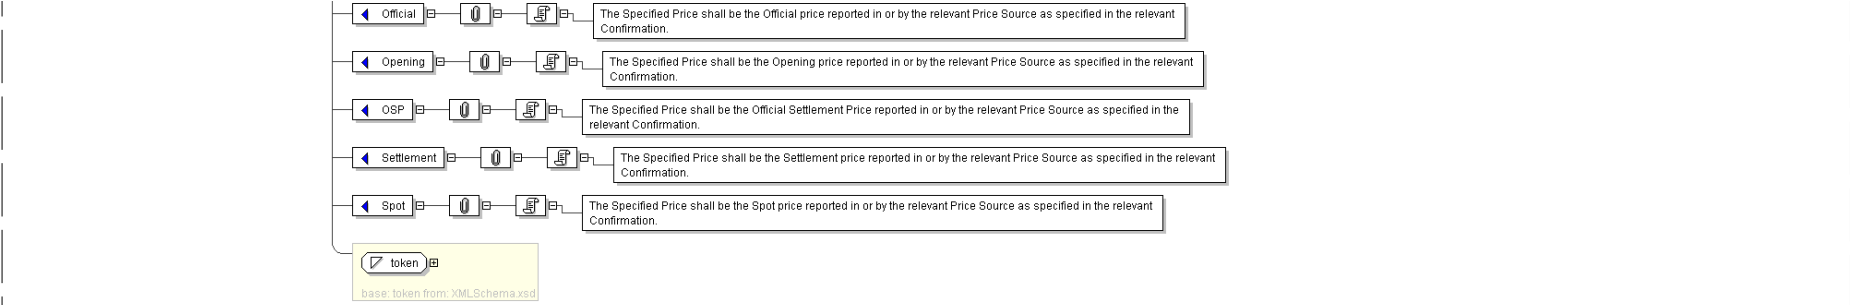 Official
The Specified Price shall be the Official price reported in or by the relevant Price Source as specified in the relevant
Confirmation.
Opening
The Specified Price shall be the Opening price reported in or by the relevant Price Source as specified in the relevant
Confirmation.
OSP
The Specified Price shall be the Official Settlement Price reported in or by the relevant Price Source as specified in the
relevant Confirmation.
Settlement
The Specified Price shall be the Settlement price reported in or by the relevant Price Source as specified in the relevant
Confirmation.
Spot
The Specified Price shall be the Spot price reported in or by the relevant Price Source as specified in the relevant
Confirmation.
token
base: token from: XMLSchema.xsd